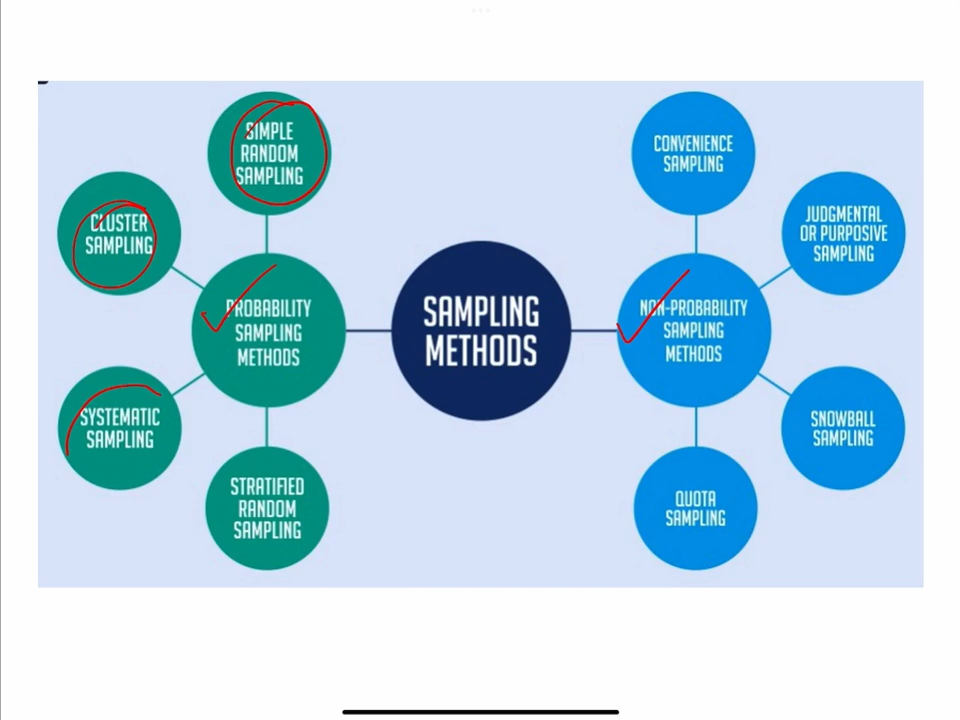 SIMPLE
RANDOM
SAMPLING
CLUSTER
SAMPLING
PROBABILITY
SAMPLING
METHODS
SYSTEMATIC
SAMPLING
STRATIFIED
RANDOM
SAMPLING
SAMPLING
METHODS
CONVENIENCE
SAMPLING
JUDGMENTAL
OR PURPOSIVE
SAMPLING
NON-PROBABILITY
SAMPLING
METHODS
SNOWBALL
SAMPLING
QUOTA
SAMPLING